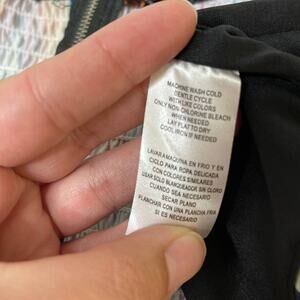 MACHINE WASH COLD
GENTLE CYCLE
WITH LIKE COLORS
ONLY NON-CHLORINE BLEACH
WHEN NEEDED
LAY FLAT TO DRY
COOL IRON IF NEEDED
LAVAR A MAQUINA EN FRIO Y EN
CICLO PARA ROPA DELICADA
CON COLORES SIMILARES
USAR SOLO BLANQUEADOR SIN CLORO
CUANDO SEA NECESARIO
SECAR PLANO
PLANCHAR CON UNA PLANCHA FRIA
SI ES NECESARIO